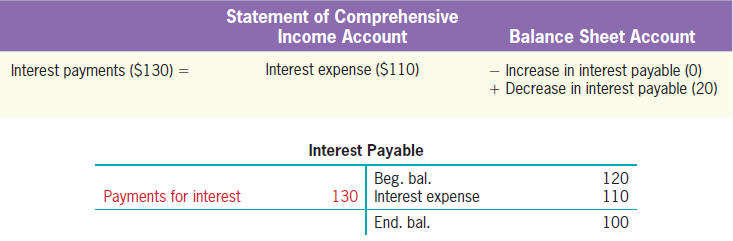 Statement of Comprehensive
Income Account
Balance Sheet Account
Interest payments ($130) =
Interest expense ($110)
− Increase in interest payable (0)
+ Decrease in interest payable (20)
Interest Payable
Beg. bal. 120
Payments for interest 130 Interest expense 110
End. bal. 100